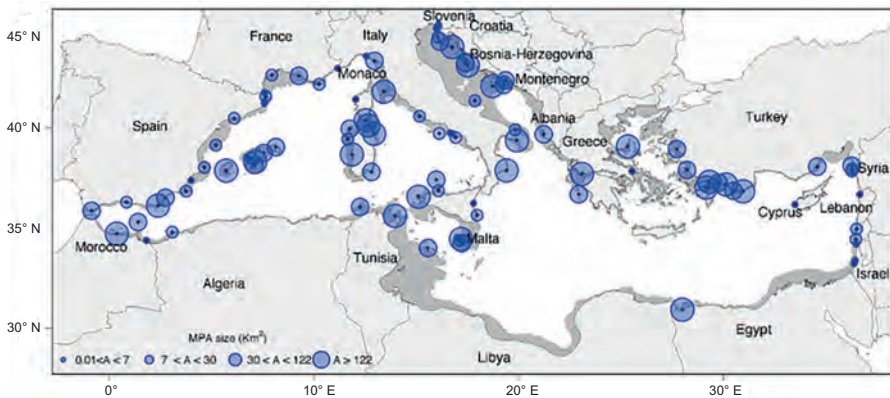 Slovenia
45° N
France
Italy
Croatia
Bosnia-Herzegovina
Monaco
Montenegro
Spain
Albania
Turkey
40° N
Greece
Syria
Cyprus
Lebanon
35° N
Morocco
Malta
Tunisia
Israel
Algeria
30° N
MPA size (Km²)
Egypt
0.01<A<7 7 <A<30 30 <A<122 A > 122
Libya
0° 10° E 20° E 30° E